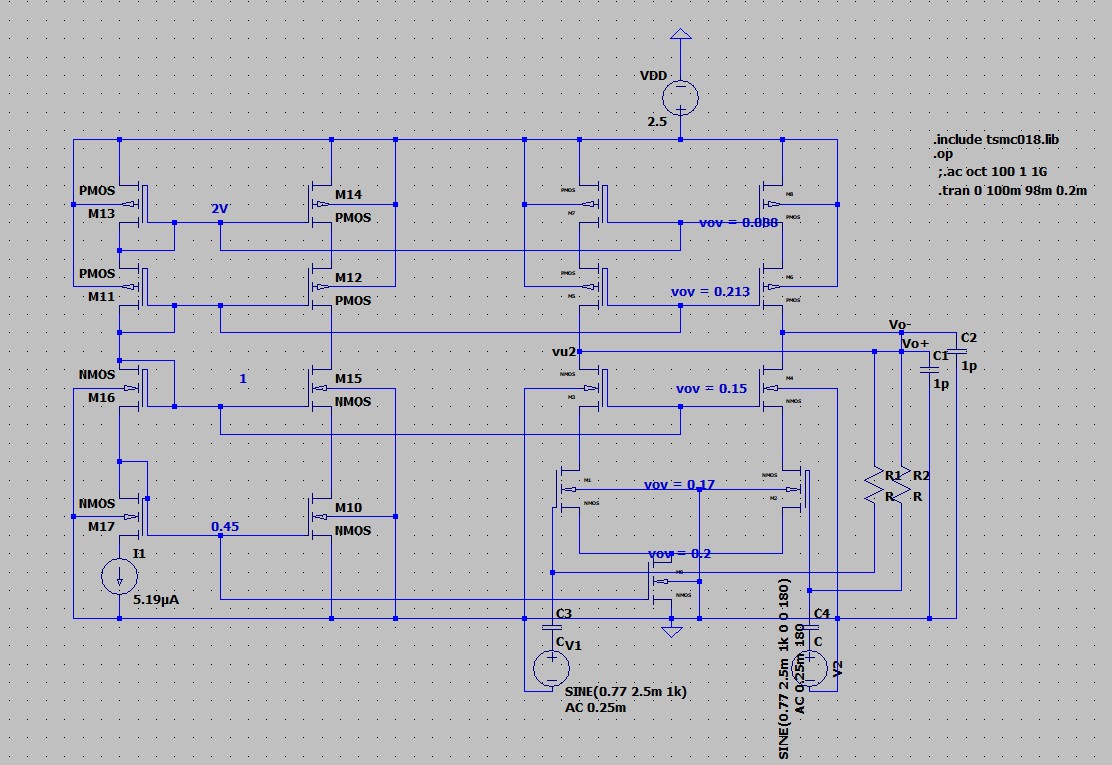 VDD
2.5
.include tsmc018.lib
.op
;.ac oct 100 1 1G
.tran 0 100m 98m 0.2m
PMOS
M13
2V
M14
PMOS
PMOS
M7
vov = 0.088
M8
PMOS
PMOS
M11
M12
PMOS
PMOS
M5
vov = 0.213
M6
PMOS
Vo-
Vo+
C2
1p
C1
1p
vu2
NMOS
M16
1
M15
NMOS
NMOS
M3
vov = 0.15
M4
NMOS
NMOS
M17
0.45
M10
NMOS
M1
NMOS
vov = 0.17
NMOS
M2
R1
R
R2
R
I1
5.19µA
vov = 0.2
NMOS
C3
C
V1
SINE(0.77 2.5m 1k)
AC 0.25m
C4
C
V2
SINE(0.77 2.5m 1k 0 0 180)
AC 0.25m 180